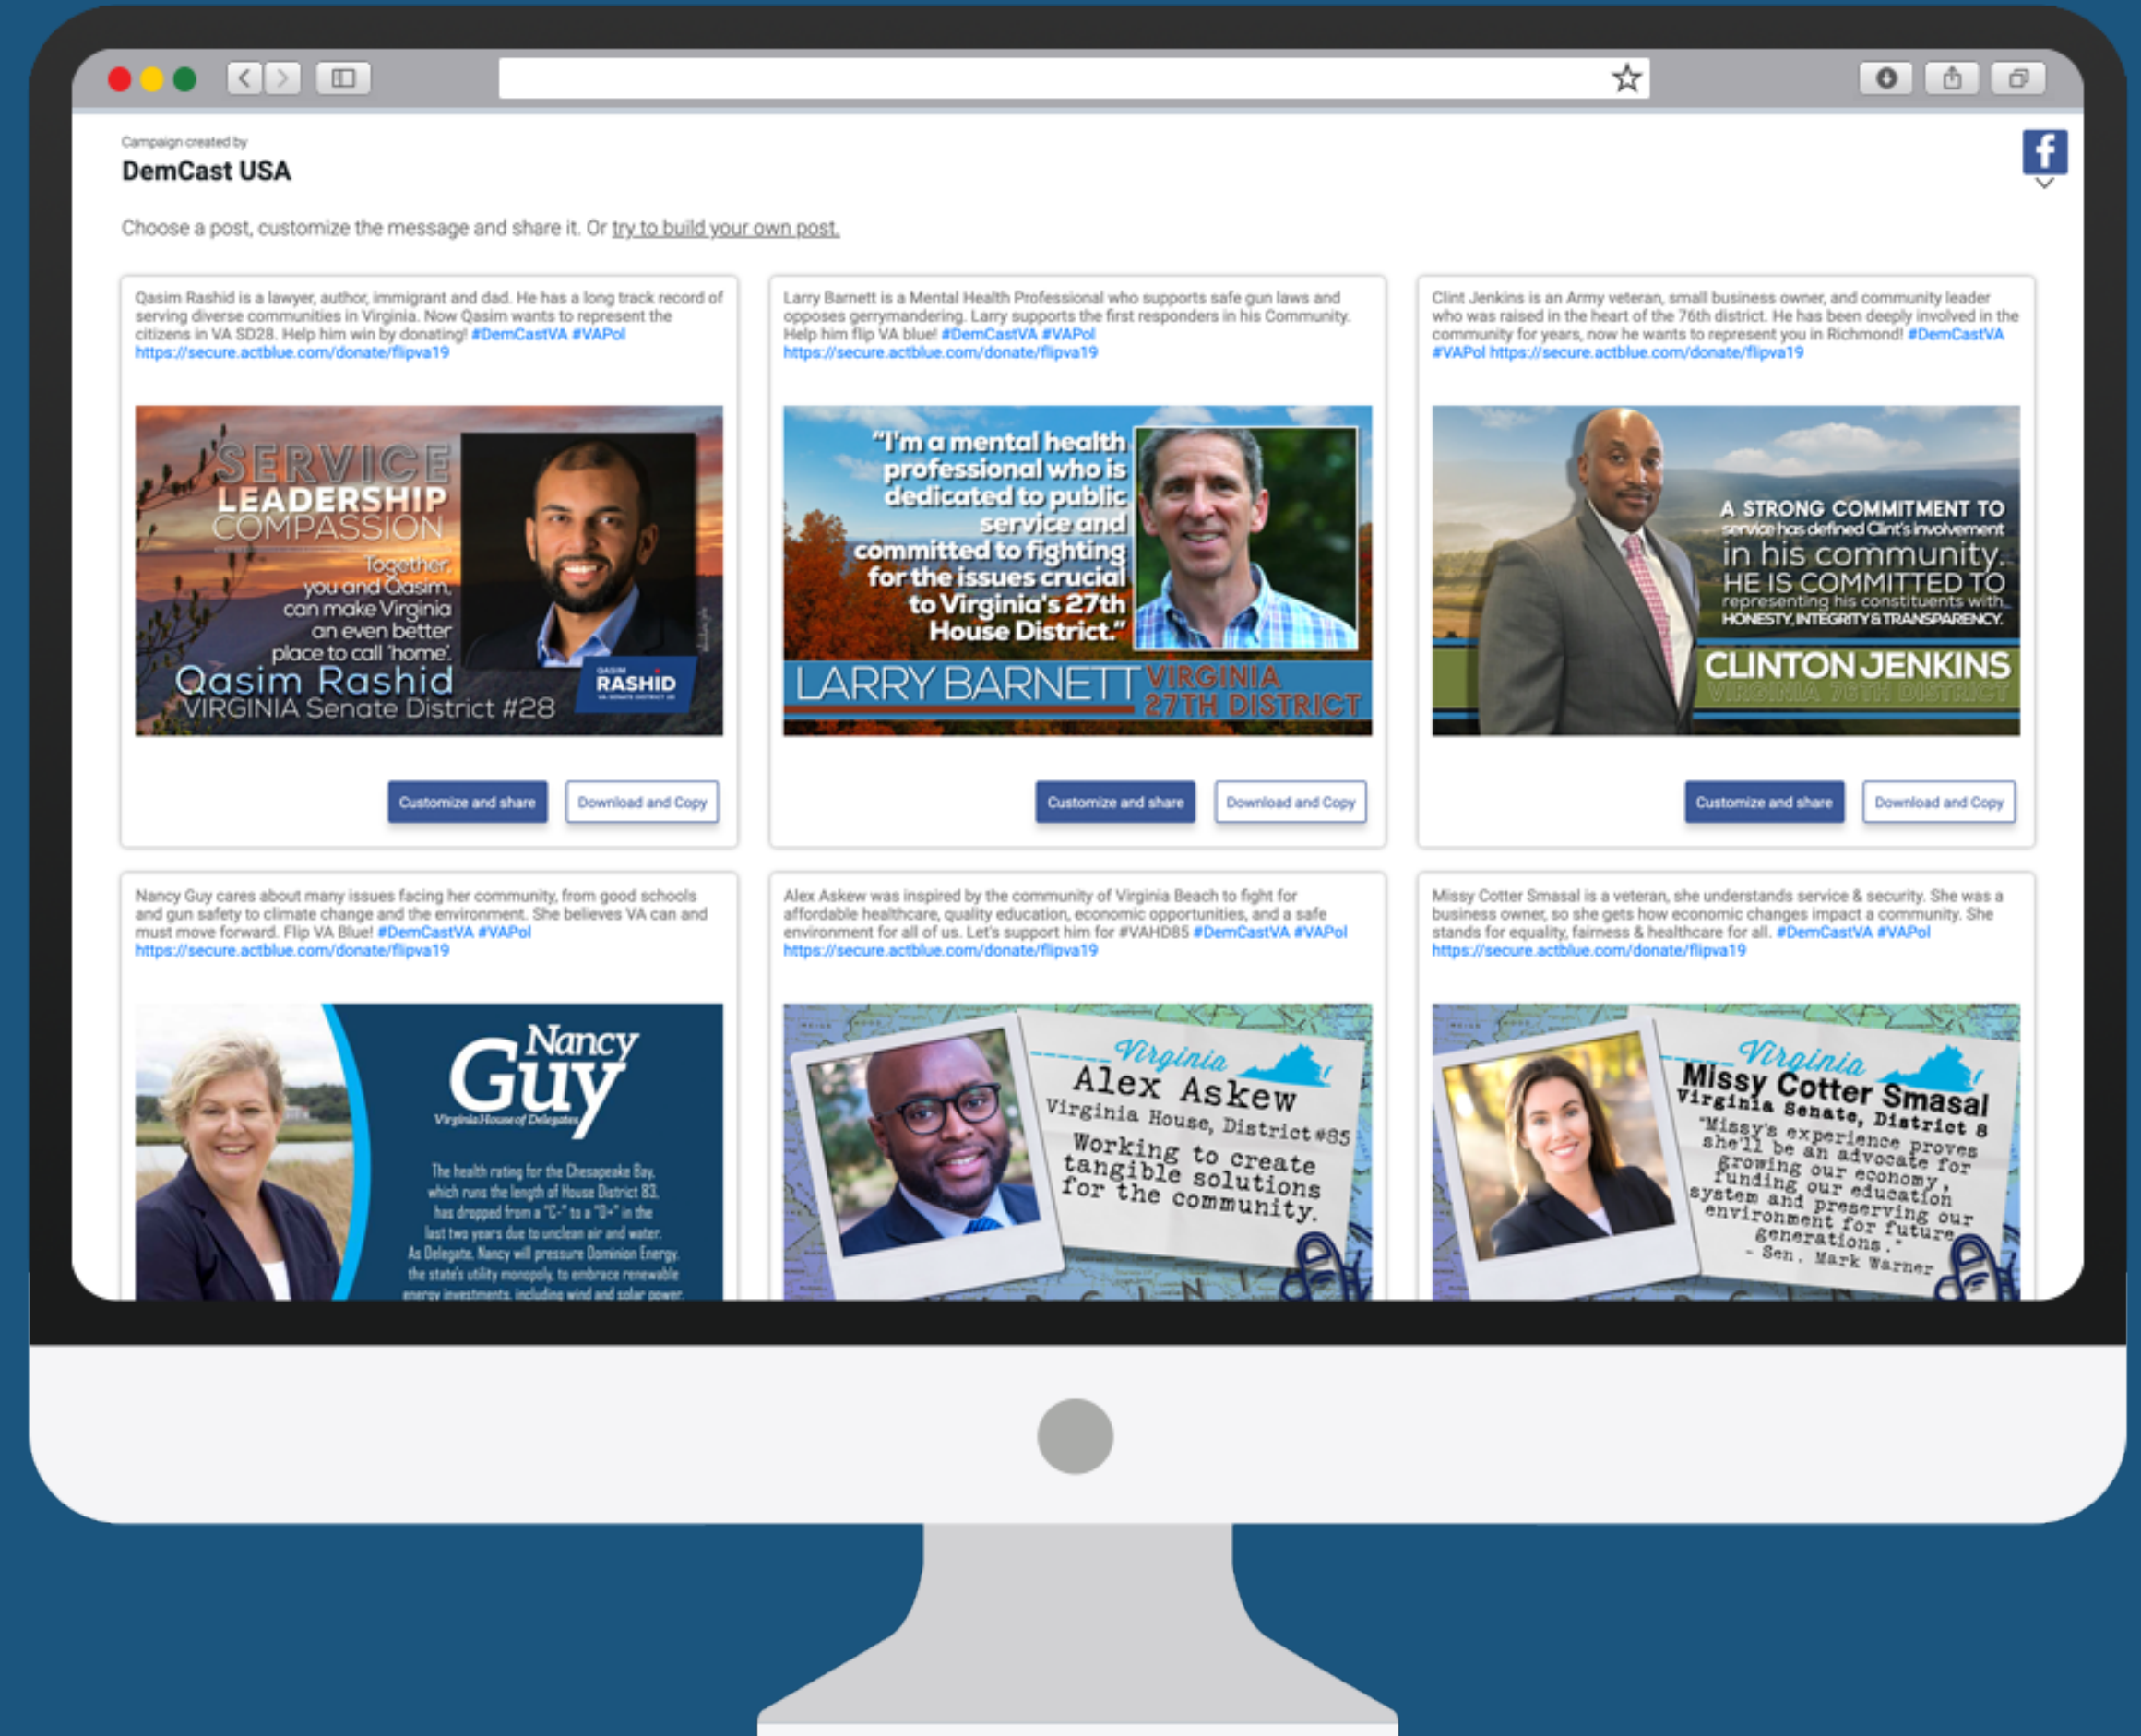 Campaign created by
DemCast USA
Choose a post, customize the message and share it. Or try to build your own post.
Qasim Rashid is a lawyer, author, immigrant and dad. He has a long track record of
serving diverse communities in Virginia. Now Qasim wants to represent the
citizens in VA SD28. Help him win by donating! #DemCastVA #VAPol
https://secure.actblue.com/donate/flipva19
SERVICE
LEADERSHIP
COMPASSION
Together,
you and Qasim,
can make Virginia
an even better
place to call 'home'.
Qasim Rashid
VIRGINIA Senate District #28
QASIM
RASHID
VA SENATE DISTRICT 28
Customize and share
Download and Copy
Larry Barnett is a Mental Health Professional who supports safe gun laws and
opposes gerrymandering. Larry supports the first responders in his Community.
Help him flip VA blue! #DemCastVA #VAPol
https://secure.actblue.com/donate/flipva19
"I'm a mental health
professional who is
dedicated to public
service and
committed to fighting
for the issues crucial
to Virginia's 27th
House District."
LARRY BARNETT
VIRGINIA
27TH DISTRICT
Customize and share
Download and Copy
Clint Jenkins is an Army veteran, small business owner, and community leader
who was raised in the heart of the 76th district. He has been deeply involved in the
community for years, now he wants to represent you in Richmond! #DemCastVA
#VAPol https://secure.actblue.com/donate/flipva19
A STRONG COMMITMENT TO
service has defined Clint's involvement
in his community.
HE IS COMMITTED TO
representing his constituents with
HONESTY, INTEGRITY & TRANSPARENCY.
CLINTON JENKINS
VIRGINIA 76TH DISTRICT
Customize and share
Download and Copy
Nancy Guy cares about many issues facing her community, from good schools
and gun safety to climate change and the environment. She believes VA can and
must move forward. Flip VA Blue! #DemCastVA #VAPol
https://secure.actblue.com/donate/flipva19
Nancy
Guy
Virginia House of Delegates
The health rating for the Chesapeake Bay,
which runs the length of House District 83,
has dropped from a "C-" to a "D+" in the
last two years due to unclean air and water.
As Delegate, Nancy will pressure Dominion Energy,
the state's utility monopoly, to embrace renewable
energy investments, including wind and solar power.
Alex Askew was inspired by the community of Virginia Beach to fight for
affordable healthcare, quality education, economic opportunities, and a safe
environment for all of us. Let's support him for #VAHD85 #DemCastVA #VAPol
https://secure.actblue.com/donate/flipva19
Virginia
Alex Askew
Virginia House, District #85
Working to create
tangible solutions
for the community.
Missy Cotter Smasal is a veteran, she understands service & security. She was a
business owner, so she gets how economic changes impact a community. She
stands for equality, fairness & healthcare for all. #DemCastVA #VAPol
https://secure.actblue.com/donate/flipva19
Virginia
Missy Cotter Smasal
Virginia Senate, District 8
"Missy's experience proves
she'll be an advocate for
growing our economy,
funding our education
system and preserving our
environment for future
generations."
- Sen. Mark Warner